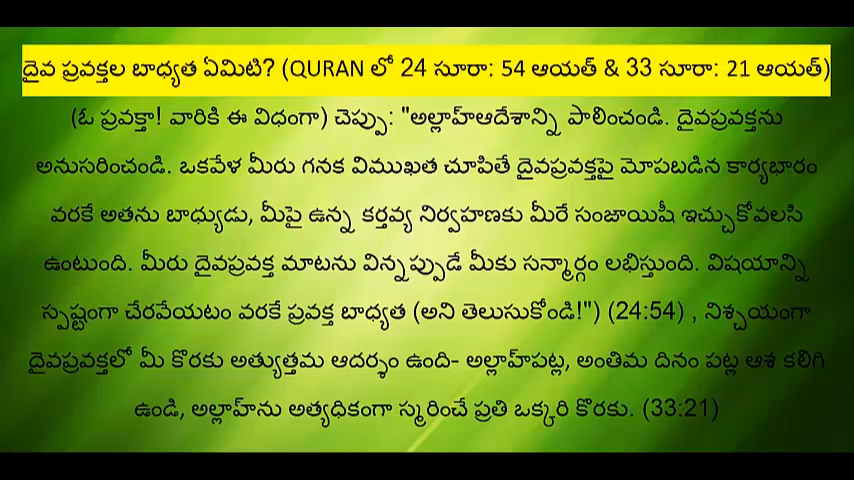 దైవ ప్రవక్తల బాధ్యత ఏమిటి? (QURAN లో 24 సూరా: 54 ఆయత్ & 33 సూరా: 21 ఆయత్)
(ఓ ప్రవక్తా! వారికి ఈ విధంగా) చెప్పు: "అల్లాహ్ఆదేశాన్ని పాలించండి. దైవప్రవక్తను
అనుసరించండి. ఒకవేళ మీరు గనక విముఖత చూపితే దైవప్రవక్తపై మోపబడిన కార్యభారం
వరకే అతను బాధ్యుడు, మీపై ఉన్న కర్తవ్య నిర్వహణకు మీరే సంజాయిషీ ఇచ్చుకోవలసి
ఉంటుంది. మీరు దైవప్రవక్త మాటను విన్నప్పుడే మీకు సన్మార్గం లభిస్తుంది. విషయాన్ని
స్పష్టంగా చేరవేయటం వరకే ప్రవక్త బాధ్యత (అని తెలుసుకోండి!") (24:54) , నిశ్చయంగా
దైవప్రవక్తలో మీ కొరకు అత్యుత్తమ ఆదర్శం ఉంది- అల్లాహ్‌పట్ల, అంతిమ దినం పట్ల ఆశ కలిగి
ఉండి, అల్లాహ్‌ను అత్యధికంగా స్మరించే ప్రతి ఒక్కరి కొరకు. (33:21)